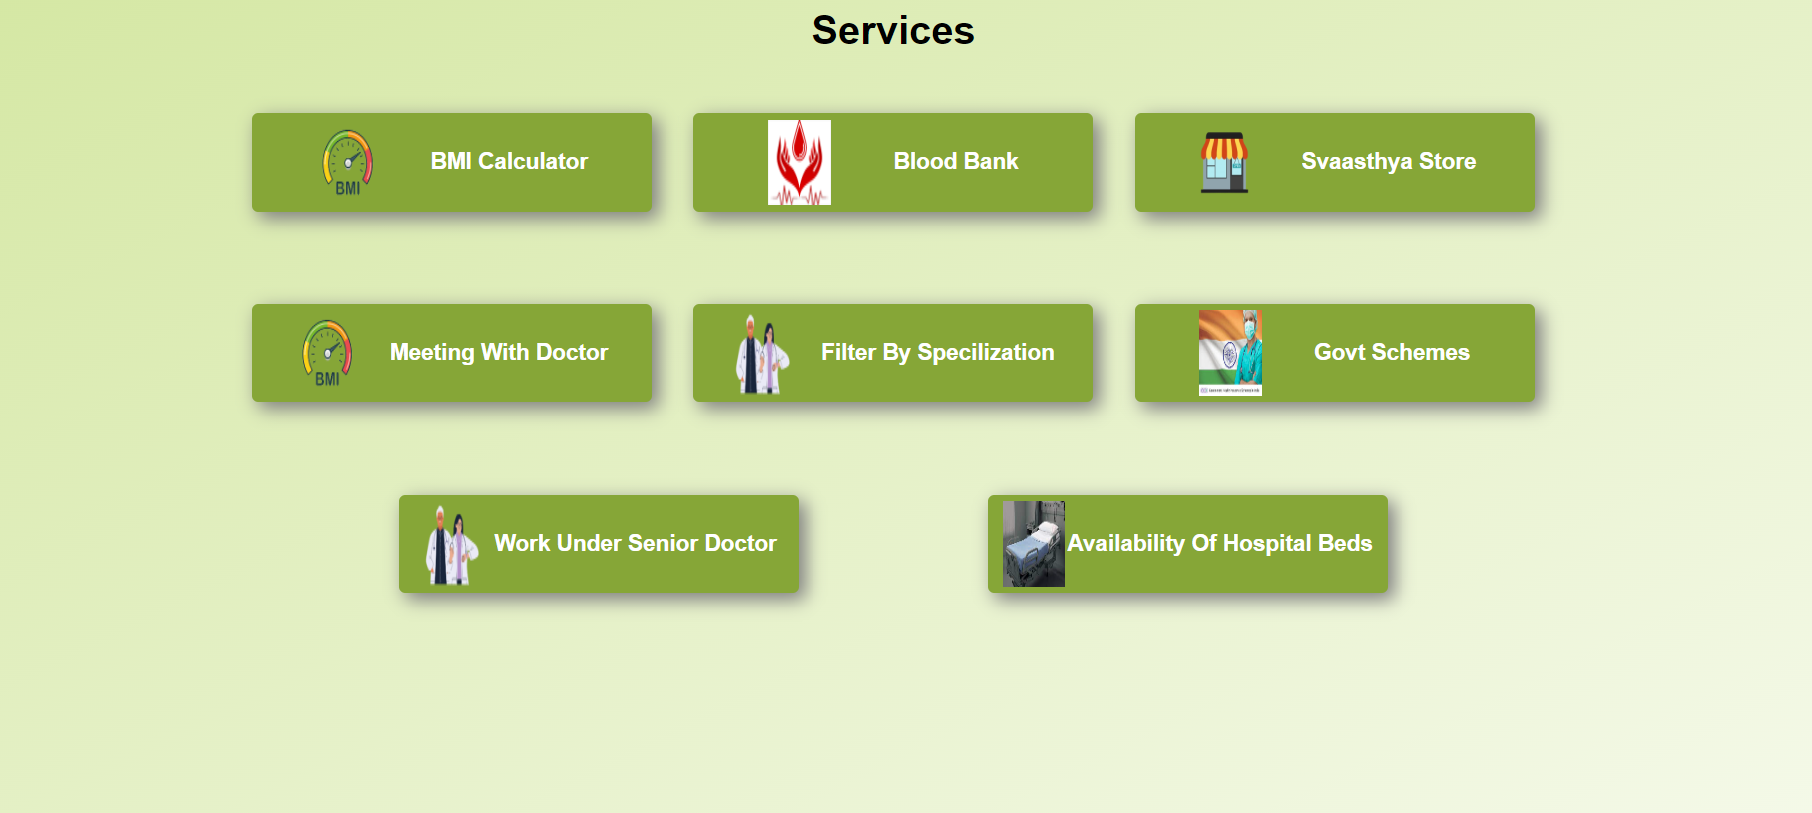 Services
BMI
BMI Calculator
Blood Bank
Svaasthya Store
BMI
Meeting With Doctor
Filter By Specilization
Govt Schemes
Work Under Senior Doctor
Availability Of Hospital Beds